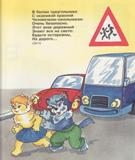 В белом треугольнике
С окаемкой красной
Человечкам-школьникам
Очень безопасно.
Этот знак дорожный
Знают все на свете:
Будьте осторожны,
На дороге...